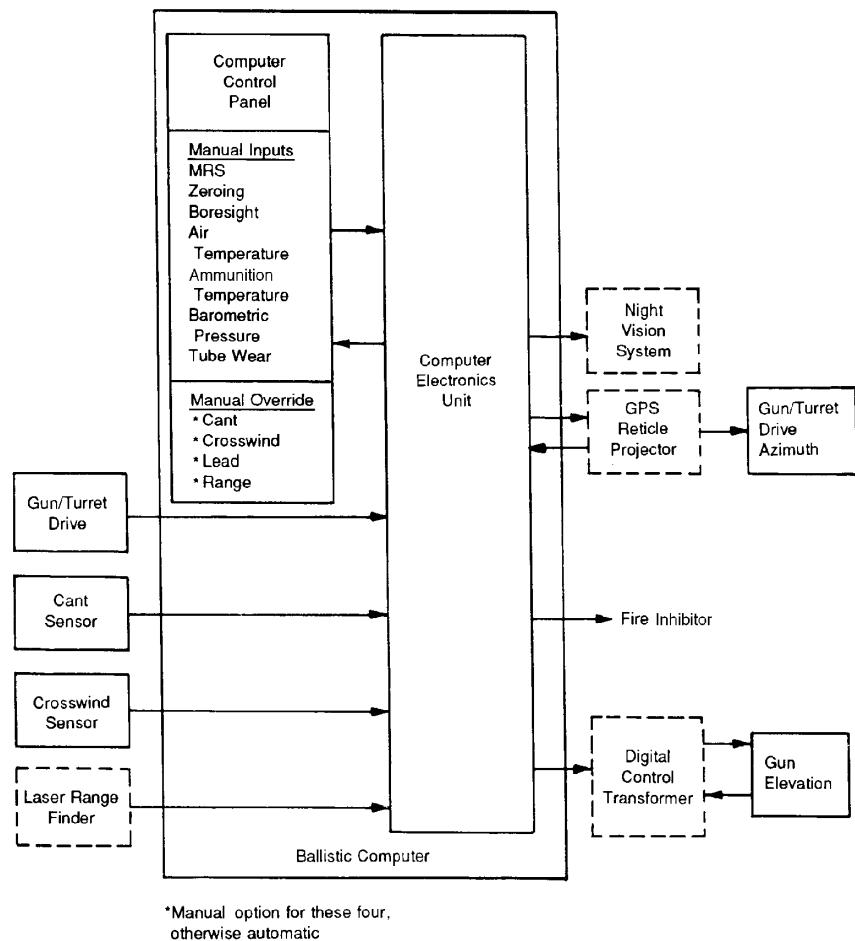 Computer
Control
Panel
Manual Inputs
MRS
Zeroing
Boresight
Air
Temperature
Ammunition
Temperature
Barometric
Pressure
Tube Wear
Manual Override
* Cant
* Crosswind
* Lead
* Range
Gun/Turret
Drive
Cant
Sensor
Crosswind
Sensor
Laser Range
Finder
Computer
Electronics
Unit
Night
Vision
System
GPS
Reticle
Projector
Gun/Turret
Drive
Azimuth
Fire Inhibitor
Digital
Control
Transformer
Gun
Elevation
Ballistic Computer
*Manual option for these four,
otherwise automatic